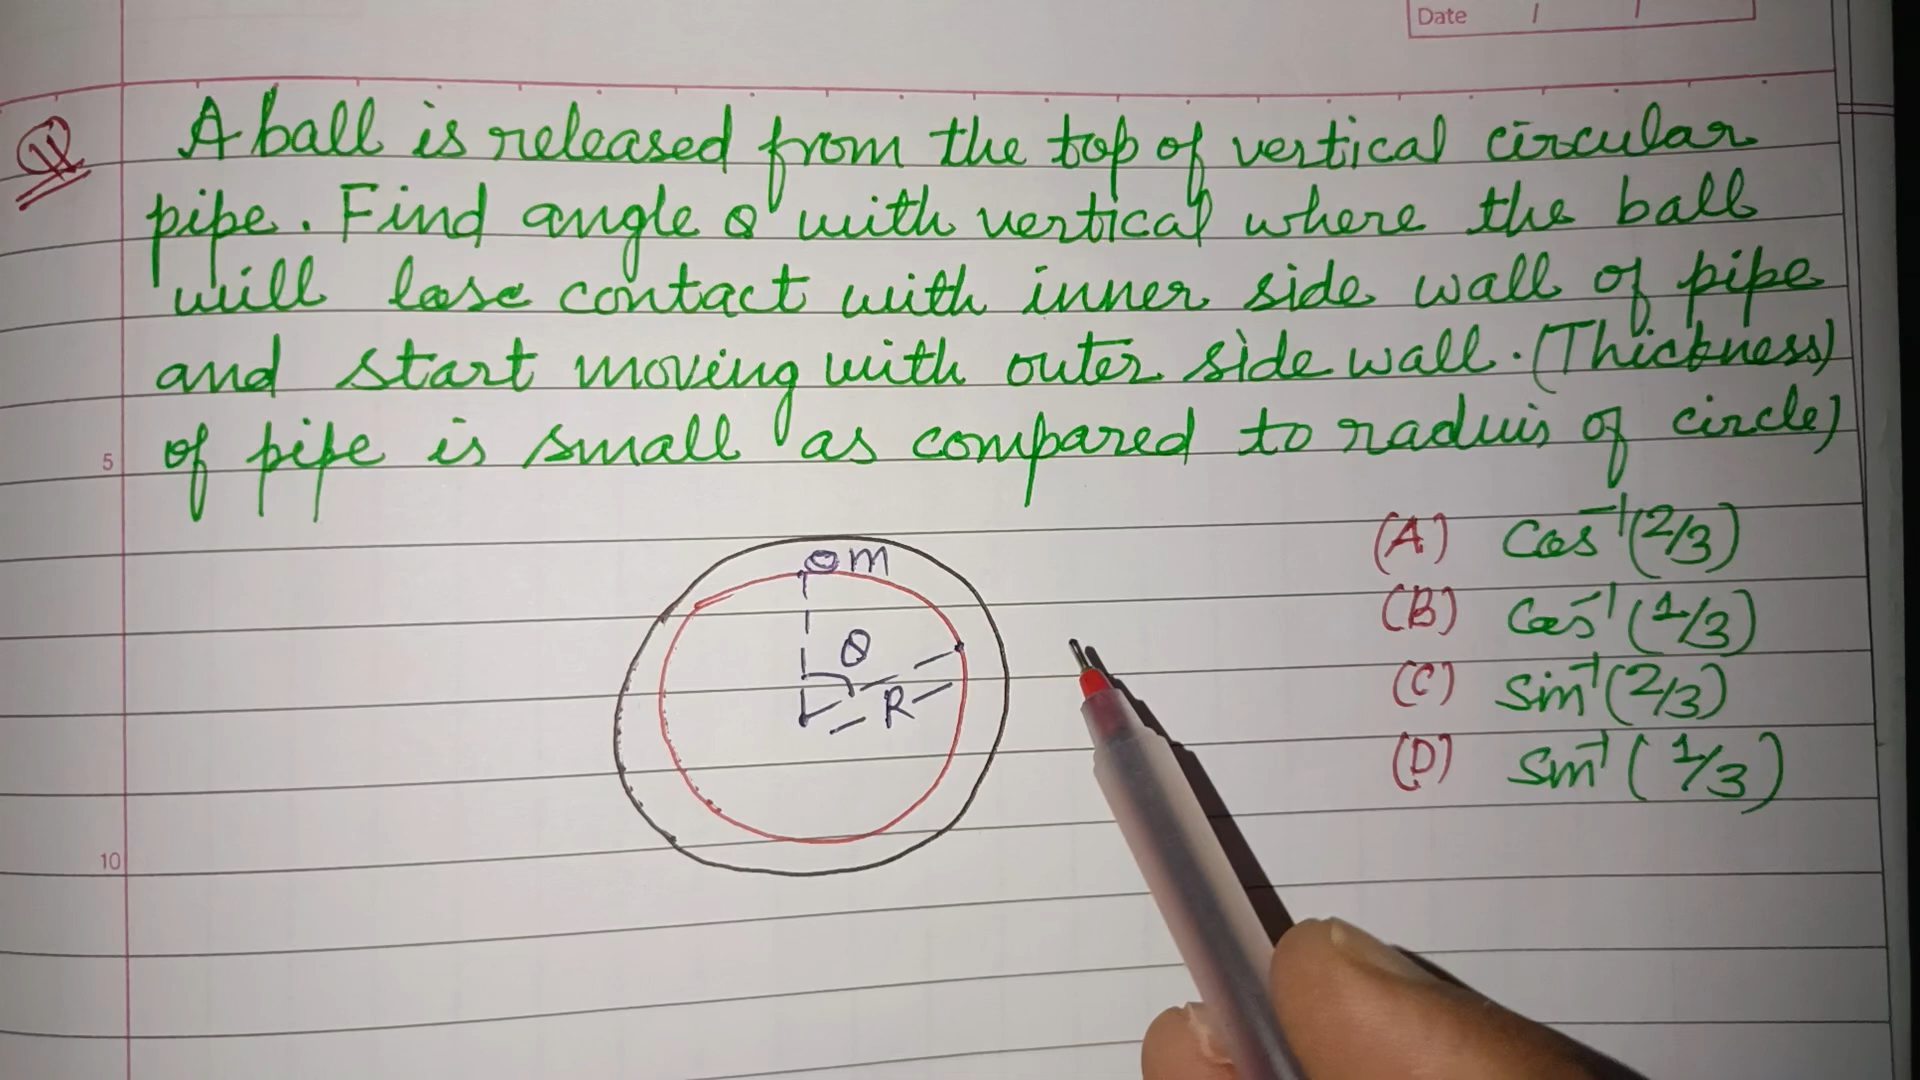 Date / /
Q A ball is released from the top of vertical circular
pipe. Find angle θ with vertical where the ball
will lose contact with inner side wall of pipe
and start moving with outer side wall. (Thickness)
of pipe is small as compared to raduis of circle)
5
m
θ
R
(A) Cos⁻¹(2/3)
(B) Cos⁻¹(1/3)
(C) Sin⁻¹(2/3)
(D) Sin⁻¹(1/3)
10